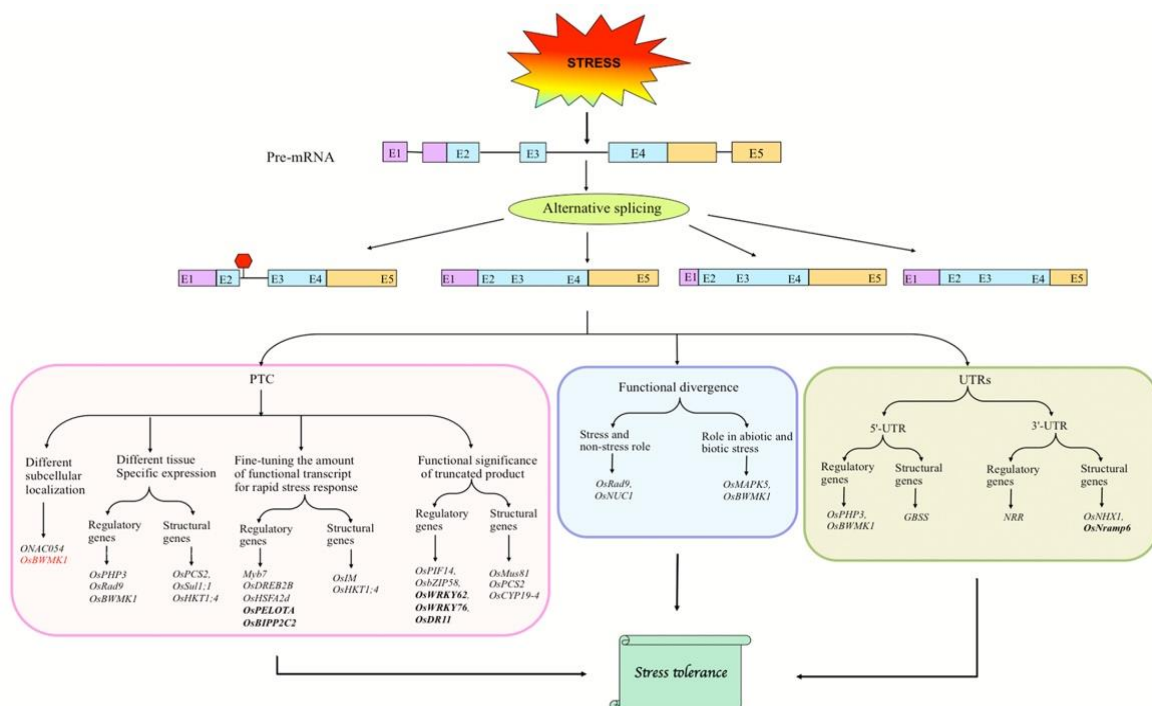 STRESS
Pre-mRNA
E1 E2 E3 E4 E5
Alternative splicing
E1 E2 E3 E4 E5
E1 E2 E3 E4 E5
E1 E2 E3 E4 E5
E1 E2 E3 E4 E5
PTC
Different
subcellular
localization
ONAC054
OsBWMK1
Different tissue
Specific expression
Regulatory
genes
OsPHP3
OsRad9
OsBWMK1
Structural
genes
OsPCS2,
OsSul1;1
OsHKT1;4
Fine-tuning the amount
of functional transcript
for rapid stress response
Regulatory
genes
Myb7
OsDREB2B
OsHSFA2d
OsPELOTA
OsBIPP2C2
Structural
genes
OsIM
OsHKT1;4
Functional significance
of truncated product
Regulatory
genes
OsPIF14,
OsbZIP58,
OsWRKY62,
OsWRKY76,
OsDR11
Structural
genes
OsMus81
OsPCS2
OsCYP19-4
Functional divergence
Stress and
non-stress role
OsRad9,
OsNUC1
Role in abiotic and
biotic stress
OsMAPK5,
OsBWMK1
UTRs
5'-UTR
Regulatory
genes
OsPHP3,
OsBWMK1
Structural
genes
GBSS
3'-UTR
Regulatory
genes
NRR
Structural
genes
OsNHX1,
OsNramp6
Stress tolerance